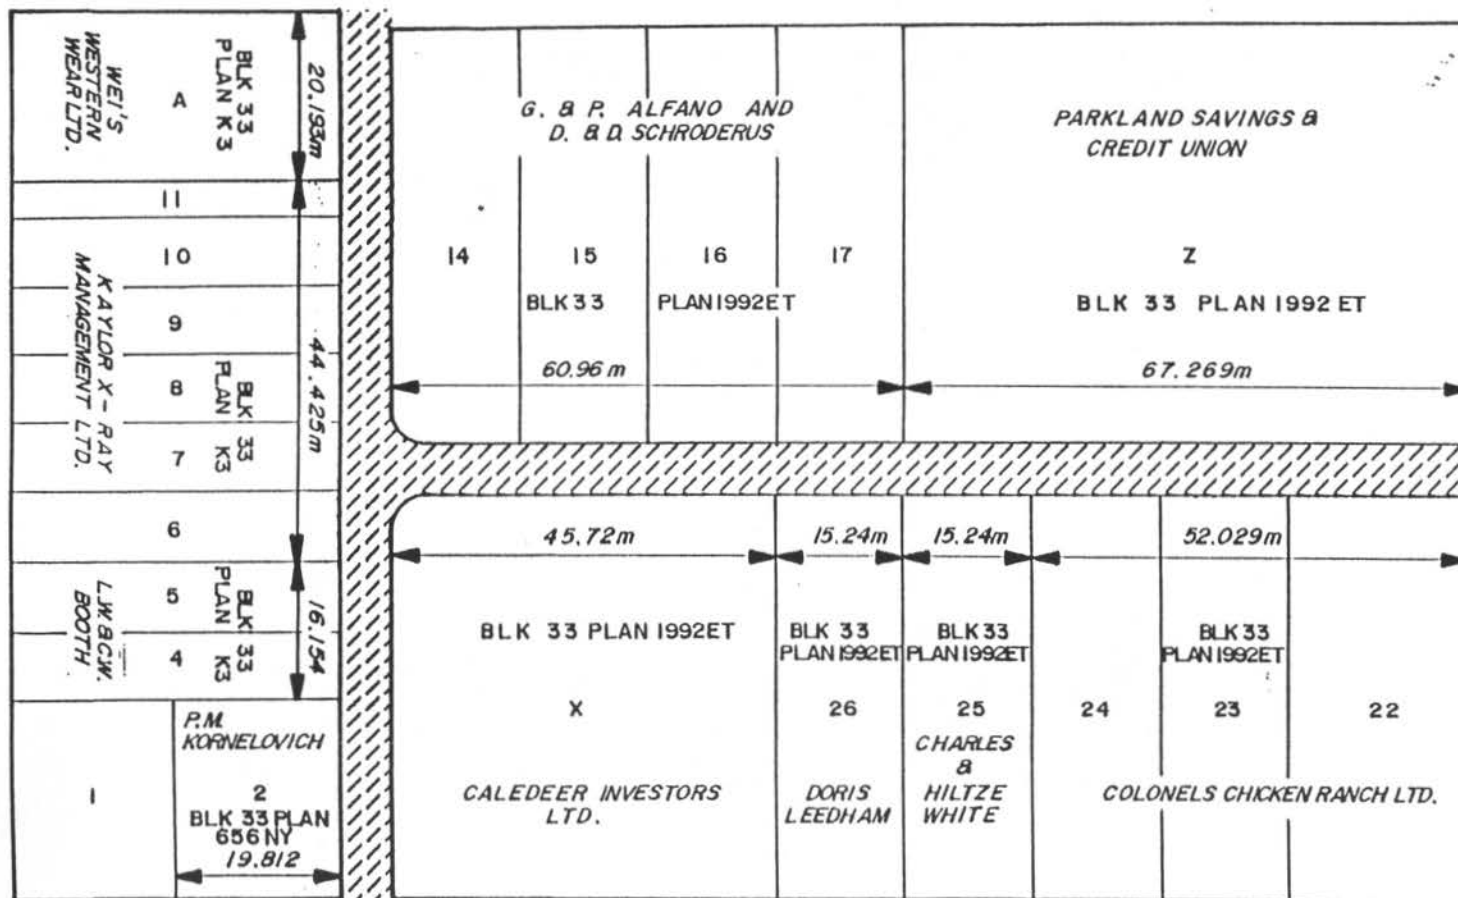 WEI'S
WESTERN
WEAR LTD.
A
BLK 33
PLAN K3
20.193m
11
10
9
8
7
6
KAYLOR X-RAY
MANAGEMENT LTD.
BLK 33
PLAN K3
44.425m
5
4
L.W. & C.W.
BOOTH
BLK 33
PLAN K3
16.154
1
P.M.
KORNELOVICH
2
BLK 33 PLAN
656 NY
19.812
G. & P. ALFANO AND
D. & D. SCHRODERUS
14 15 16 17
BLK 33 PLAN 1992 ET
60.96 m
PARKLAND SAVINGS &
CREDIT UNION
Z
BLK 33 PLAN 1992 ET
67.269m
45.72m
BLK 33 PLAN 1992ET
X
CALEDEER INVESTORS
LTD.
15.24m
BLK 33
PLAN 1992ET
26
DORIS
LEEDHAM
15.24m
BLK 33
PLAN 1992ET
25
CHARLES
&
HILTZE
WHITE
52.029m
BLK 33
PLAN 1992ET
24 23 22
COLONELS CHICKEN RANCH LTD.